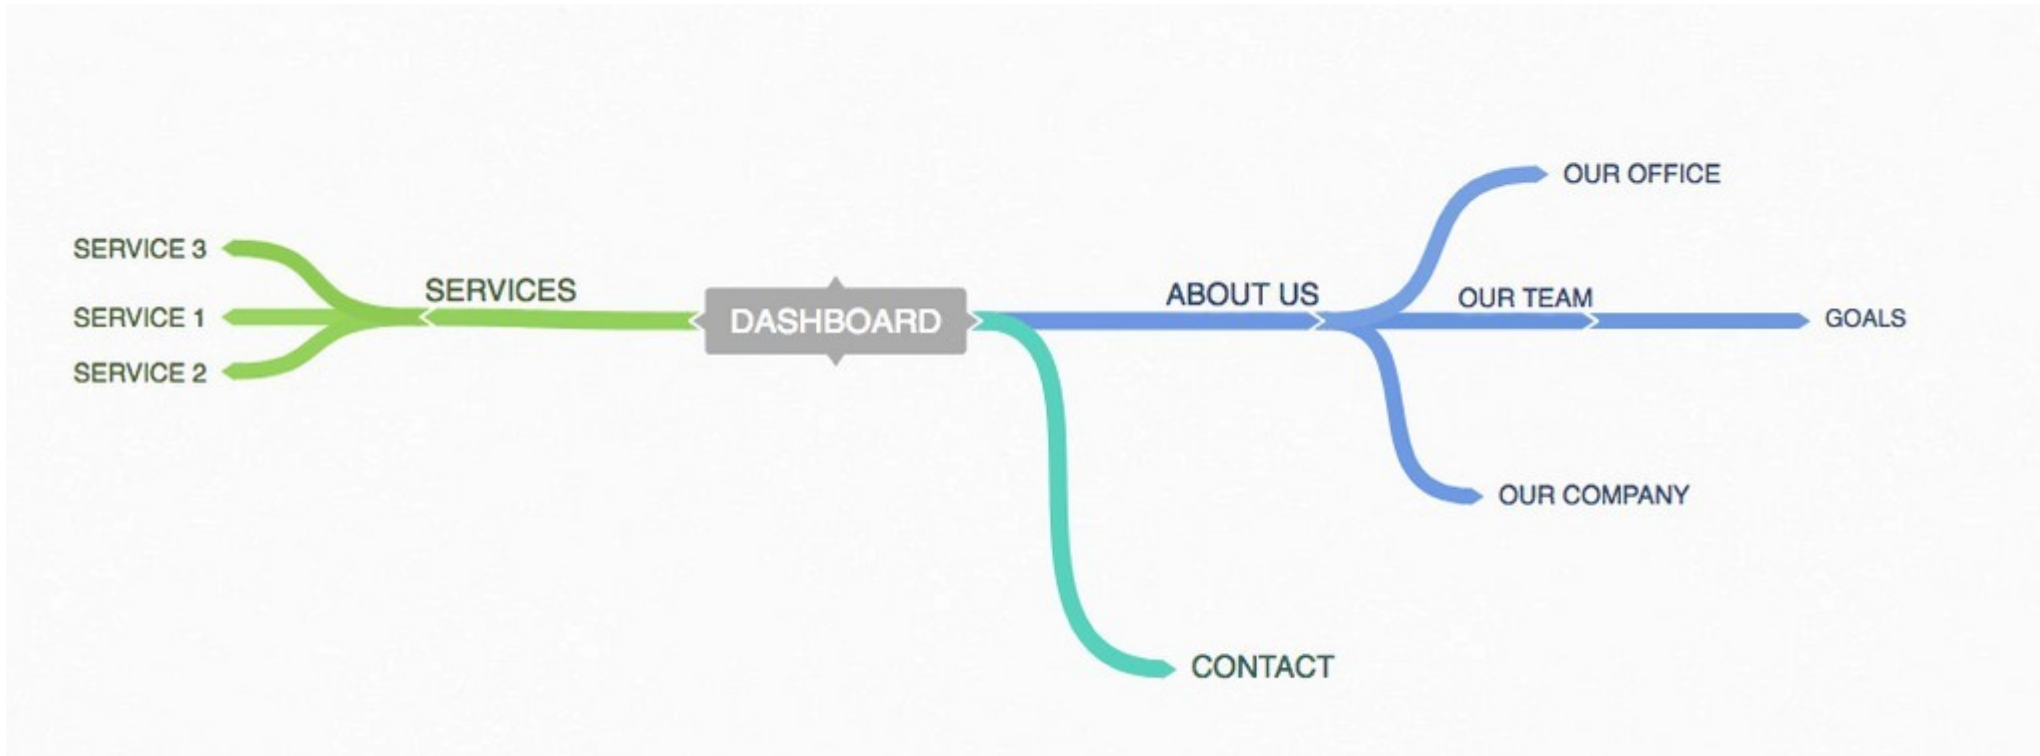 OUR OFFICE
SERVICE 3
SERVICES
ABOUT US
OUR TEAM
SERVICE 1
DASHBOARD
GOALS
SERVICE 2
OUR COMPANY
CONTACT